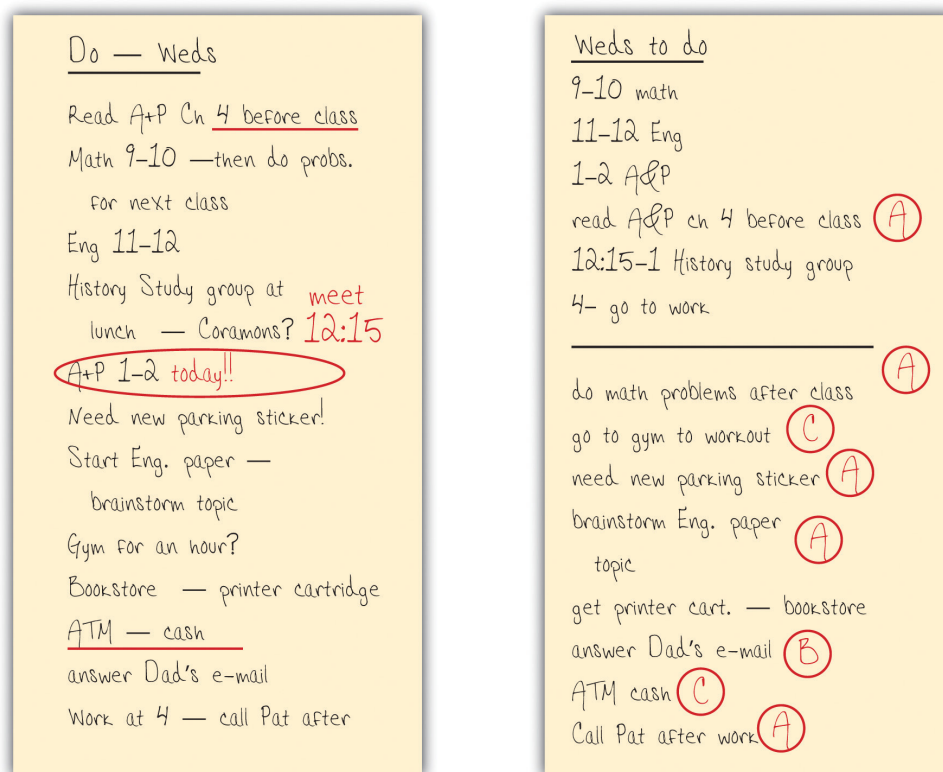 Do — Weds
Read A+P Ch 4 before class
Math 9–10 —then do probs.
for next class
Eng 11–12
History Study group at meet
lunch — Coramons? 12:15
A+P 1–2 today!!
Need new parking sticker!
Start Eng. paper —
brainstorm topic
Gym for an hour?
Bookstore — printer cartridge
ATM — cash
answer Dad's e-mail
Work at 4 — call Pat after
Weds to do
9–10 math
11–12 Eng
1–2 A&P
read A&P ch 4 before class A
12:15–1 History study group
4– go to work
do math problems after class A
go to gym to workout C
need new parking sticker A
brainstorm Eng. paper A
topic
get printer cart. — bookstore
answer Dad's e-mail B
ATM cash C
Call Pat after work A